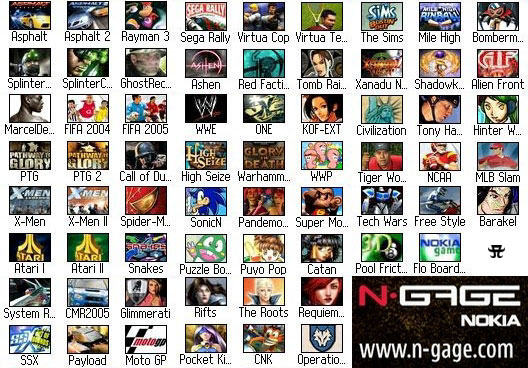 Asphalt Asphalt 2 Rayman 3 Sega Rally Virtua Cop Virtua Te... The Sims Mile High Bomberm...
Splinter... SplinterC... GhostRec... Ashen Red Facti... Tomb Rai... Xanadu N... Shadowk... Alien Front
MarcelDe... FIFA 2004 FIFA 2005 WWE ONE KOF-EXT Civilization Tony Ha... Hinter W...
PTG PTG 2 Call of Du... High Seize Warhamm... WWP Tiger Wo... NCAA MLB Slam
X-Men X-Men II Spider-M... SonicN Pandemo... Super Mo... Tech Wars Free Style Barakel
Atari I Atari II Snakes Puzzle Bo... Puyo Pop Catan Pool Frict... Flo Board...
System R... CMR2005 Glimmerati Rifts The Roots Requiem...
SSX Payload Moto GP Pocket Ki... CNK Operatio...
N·GAGE
NOKIA
www.n-gage.com